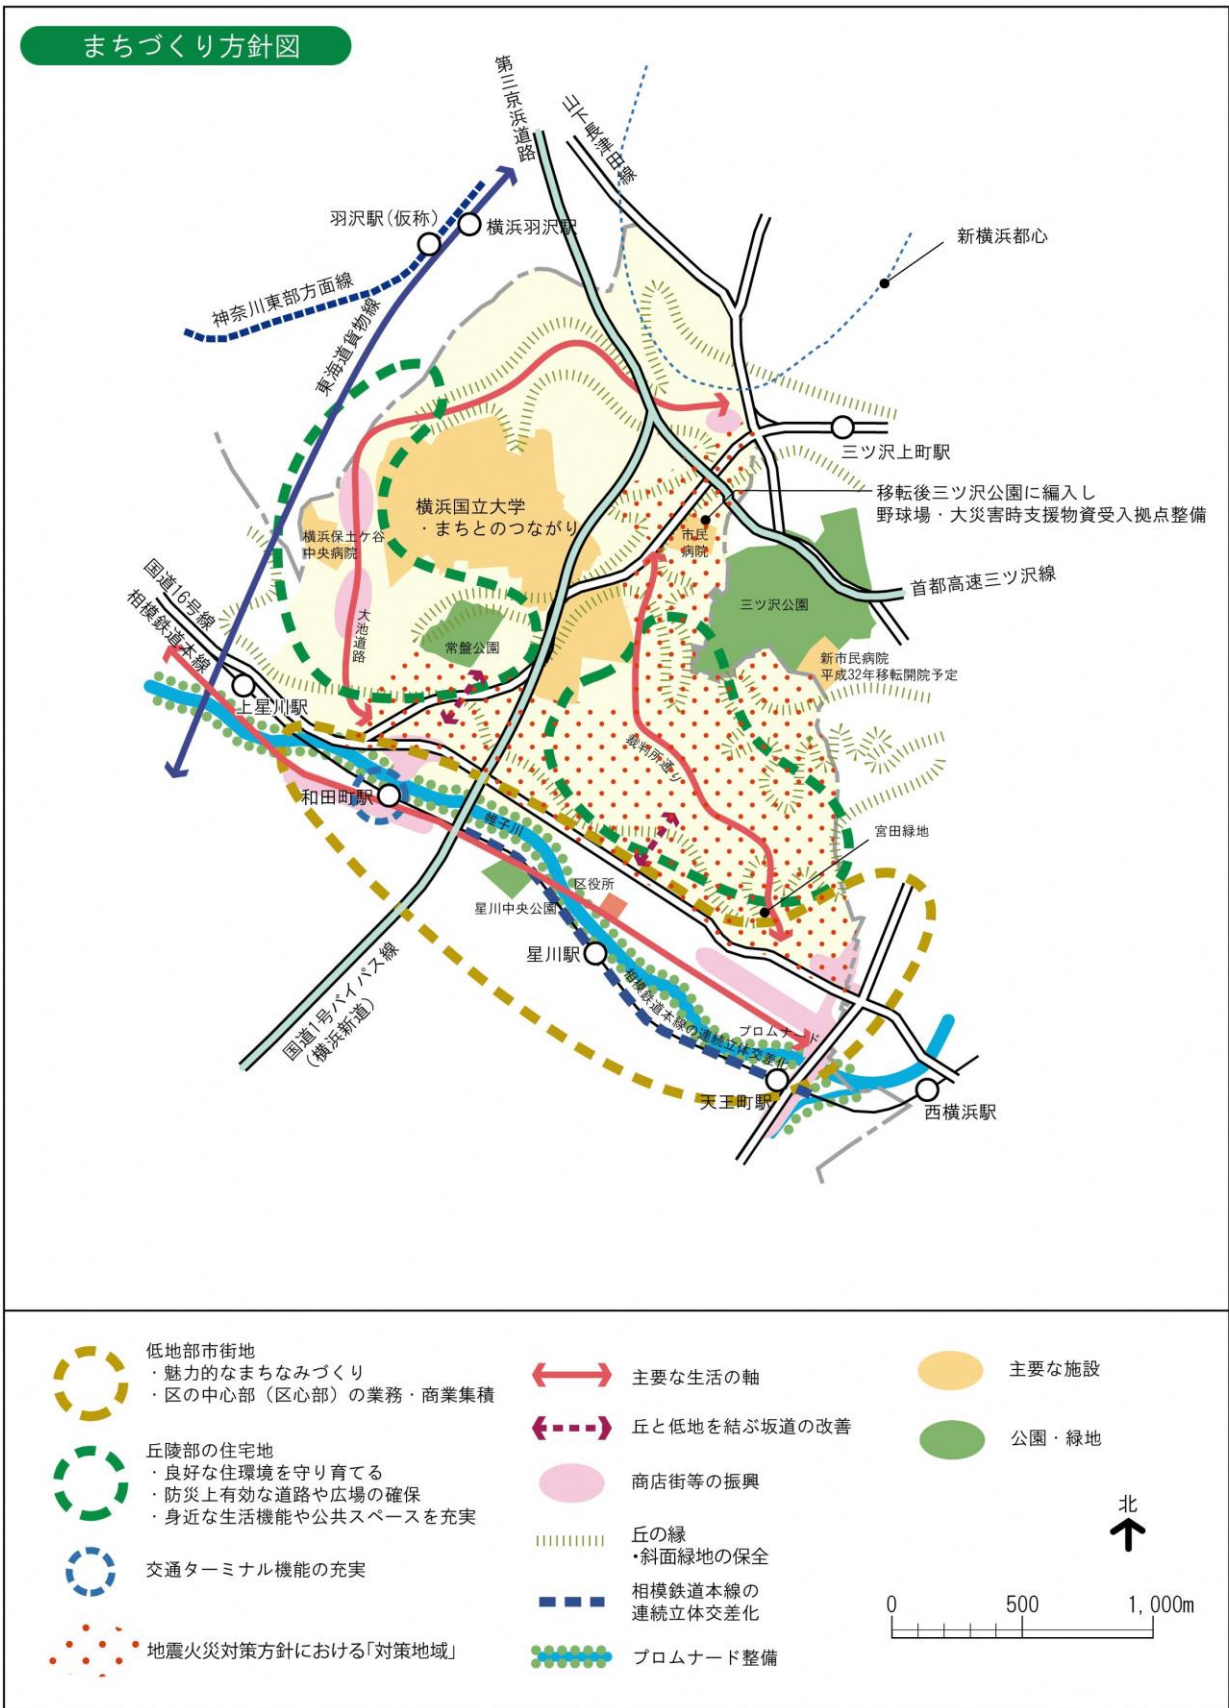 まちづくり方針図
第三京浜道路
山下長津田線
羽沢駅(仮称)
横浜羽沢駅
新横浜都心
神奈川東部方面線
東海道貨物線
三ツ沢上町駅
移転後三ツ沢公園に編入し
野球場・大災害時支援物資受入拠点整備
横浜国立大学
・まちとのつながり
市民
病院
横浜保土ケ谷
中央病院
首都高速三ツ沢線
国道16号線
相模鉄道本線
三ツ沢公園
大池道路
常盤公園
新市民病院
平成32年移転開院予定
上星川駅
裁判所通り
和田町駅
帷子川
宮田緑地
区役所
星川中央公園
星川駅
国道1号バイパス線
(横浜新道)
相模鉄道本線の連続立体交差化
プロムナード
天王町駅
西横浜駅
低地部市街地
・魅力的なまちなみづくり
・区の中心部(区心部)の業務・商業集積
丘陵部の住宅地
・良好な住環境を守り育てる
・防災上有効な道路や広場の確保
・身近な生活機能や公共スペースを充実
交通ターミナル機能の充実
地震火災対策方針における「対策地域」
主要な生活の軸
丘と低地を結ぶ坂道の改善
商店街等の振興
丘の縁
・斜面緑地の保全
相模鉄道本線の
連続立体交差化
プロムナード整備
主要な施設
公園・緑地
北
0 500 1,000m